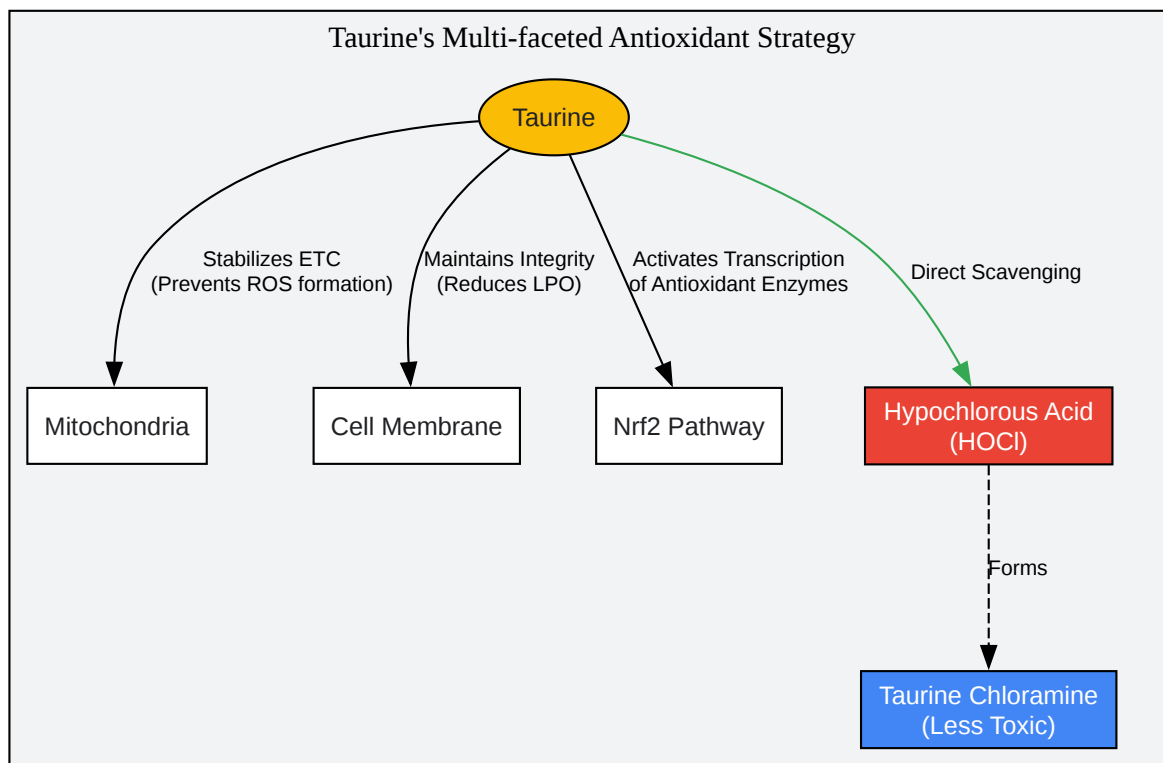 Taurine's Multi-faceted Antioxidant Strategy
Taurine
Stabilizes ETC
(Prevents ROS formation)
Maintains Integrity
(Reduces LPO)
Activates Transcription
of Antioxidant Enzymes
Direct Scavenging
Mitochondria
Cell Membrane
Nrf2 Pathway
Hypochlorous Acid
(HOCl)
Forms
Taurine Chloramine
(Less Toxic)